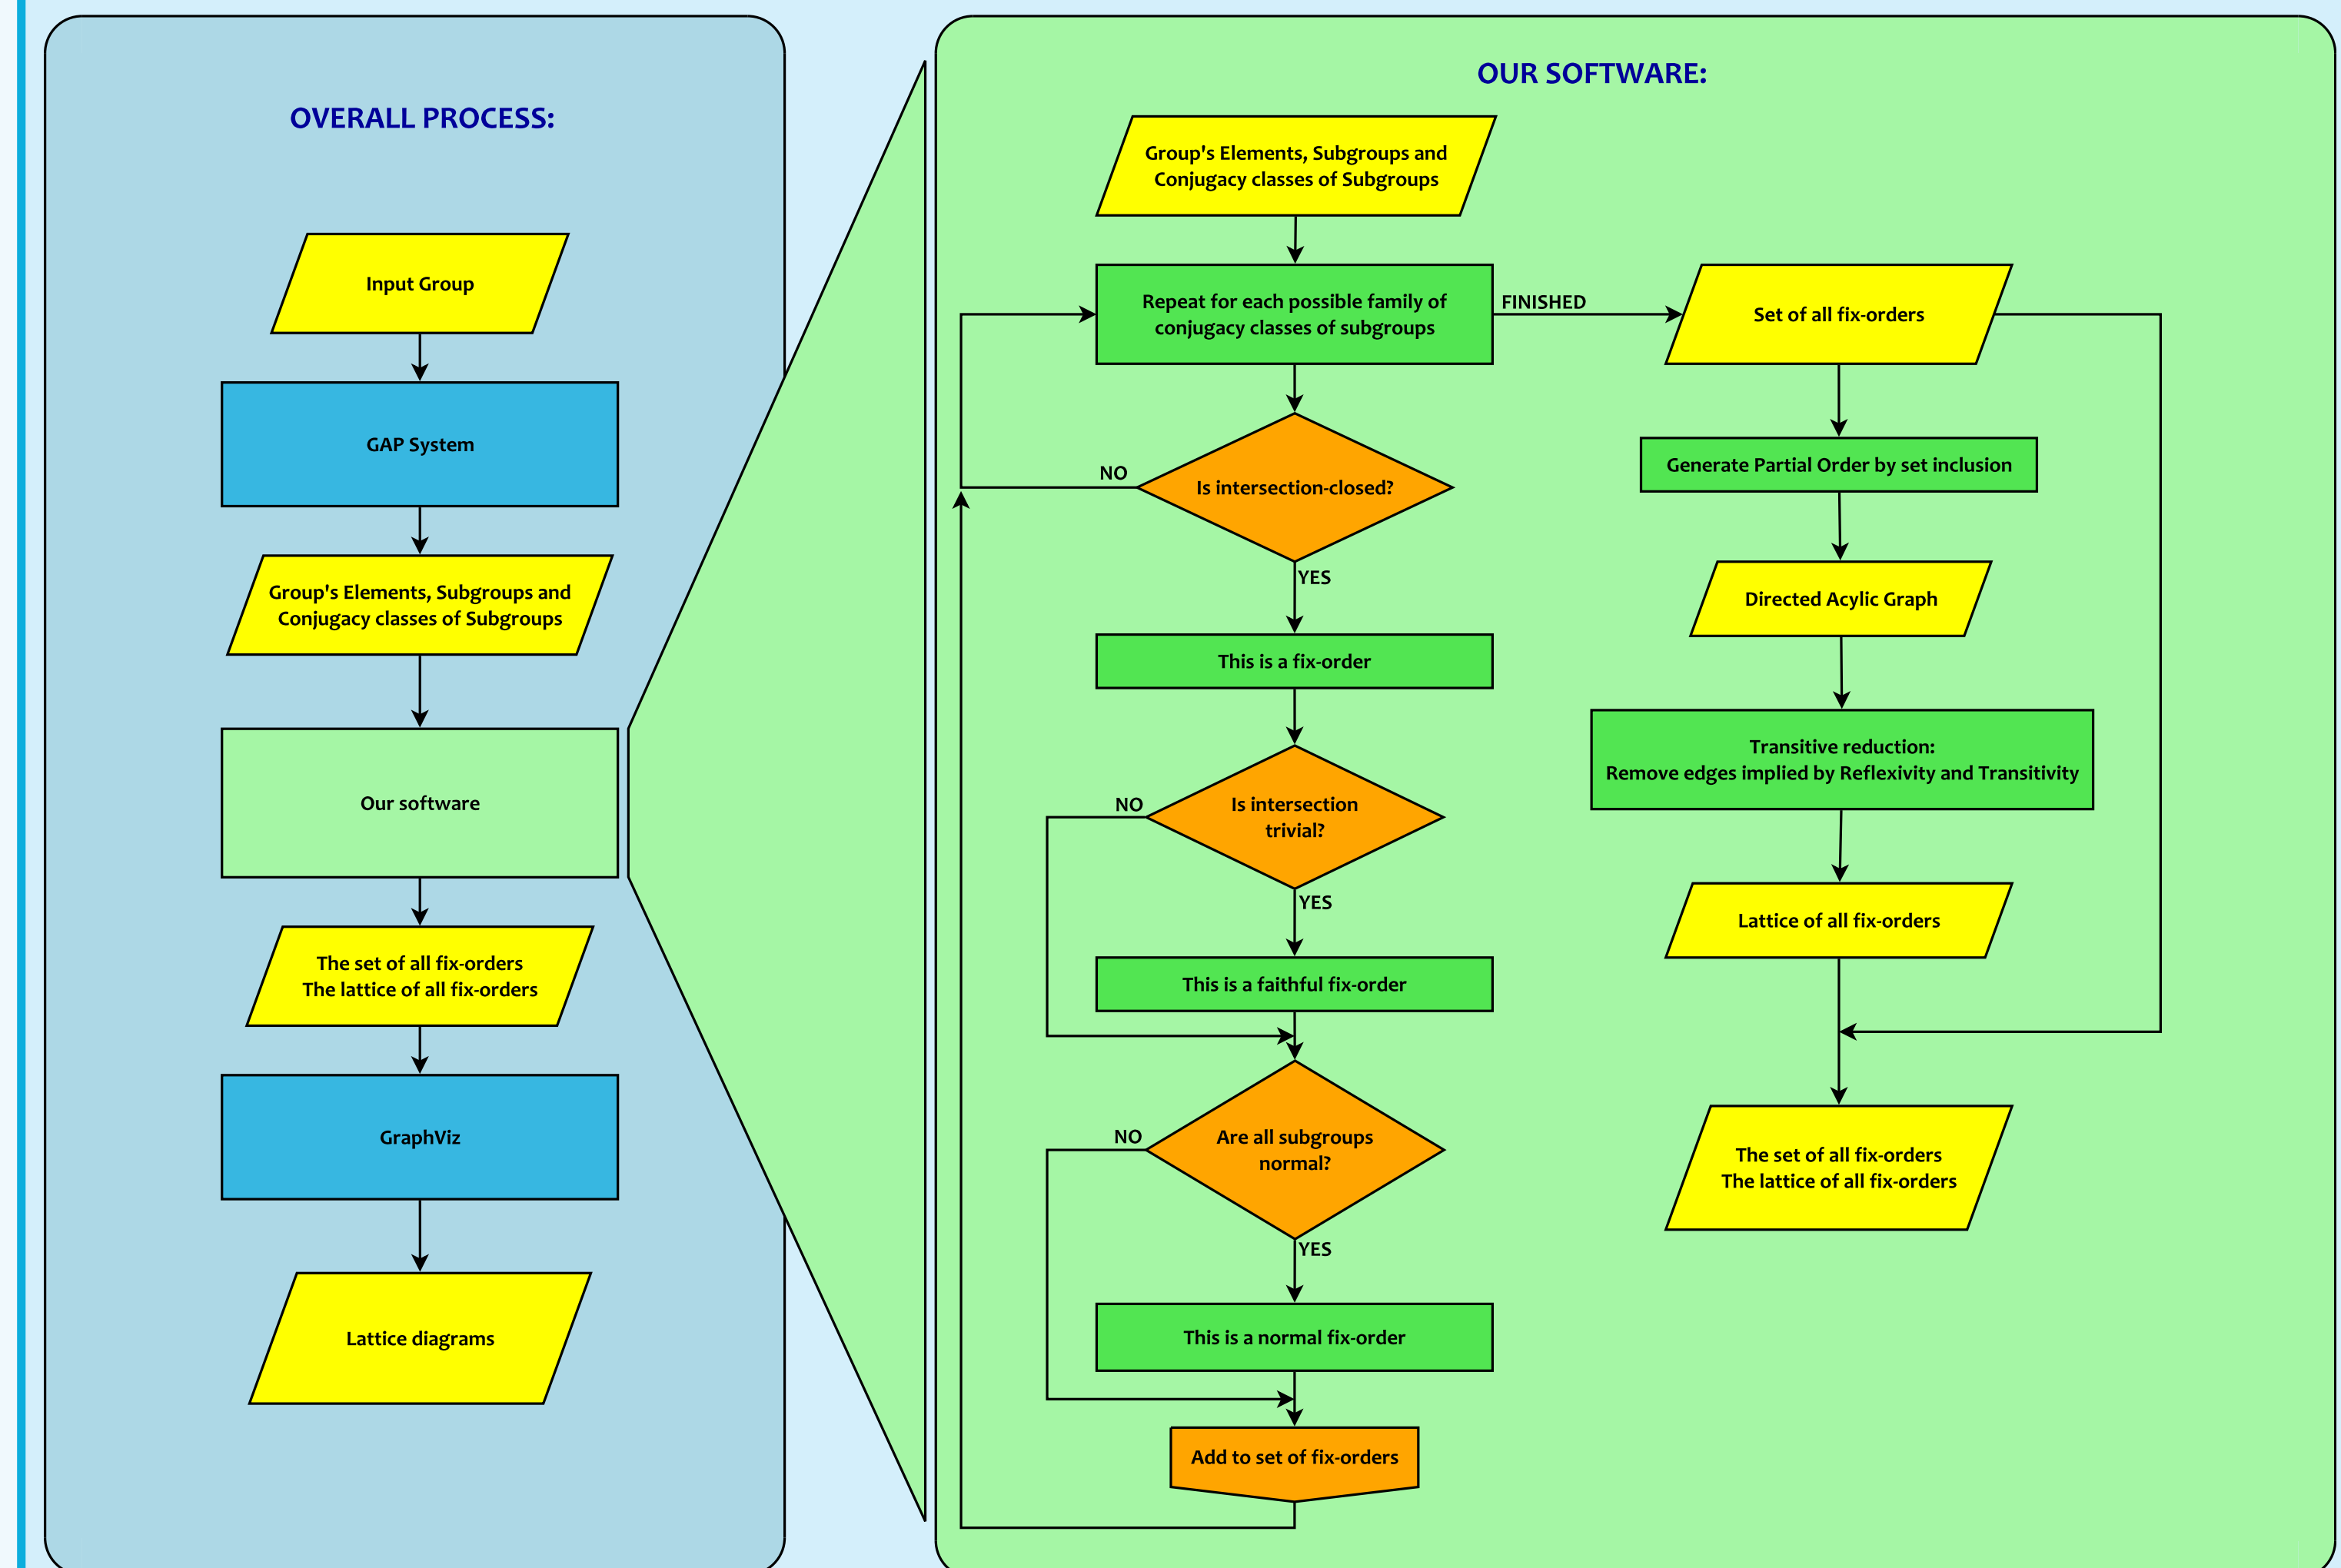 OVERALL PROCESS:
Input Group
GAP System
Group's Elements, Subgroups and
Conjugacy classes of Subgroups
Our software
The set of all fix-orders
The lattice of all fix-orders
GraphViz
Lattice diagrams
OUR SOFTWARE:
Group's Elements, Subgroups and
Conjugacy classes of Subgroups
Repeat for each possible family of
conjugacy classes of subgroups
FINISHED
NO
Is intersection-closed?
YES
This is a fix-order
NO
Is intersection
trivial?
YES
This is a faithful fix-order
NO
Are all subgroups
normal?
YES
This is a normal fix-order
Add to set of fix-orders
Set of all fix-orders
Generate Partial Order by set inclusion
Directed Acylic Graph
Transitive reduction:
Remove edges implied by Reflexivity and Transitivity
Lattice of all fix-orders
The set of all fix-orders
The lattice of all fix-orders